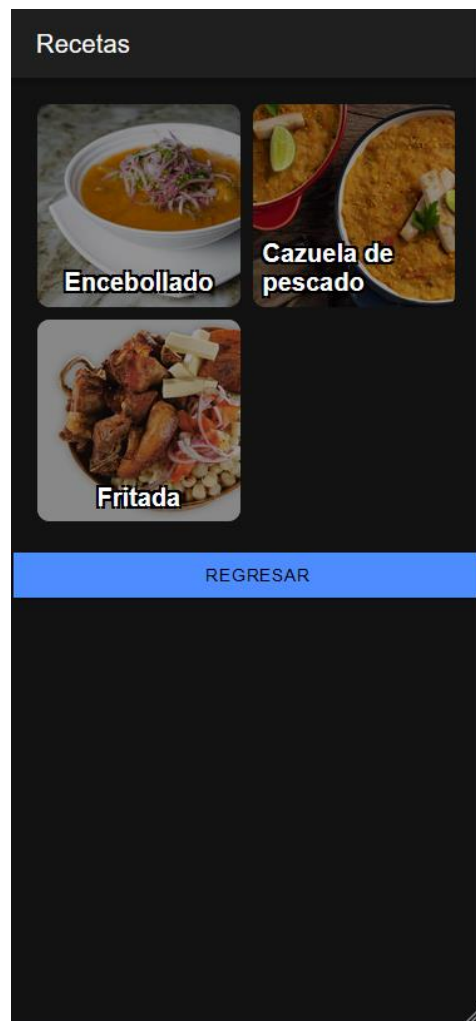 Recetas
Encebollado
Cazuela de
pescado
Fritada
REGRESAR